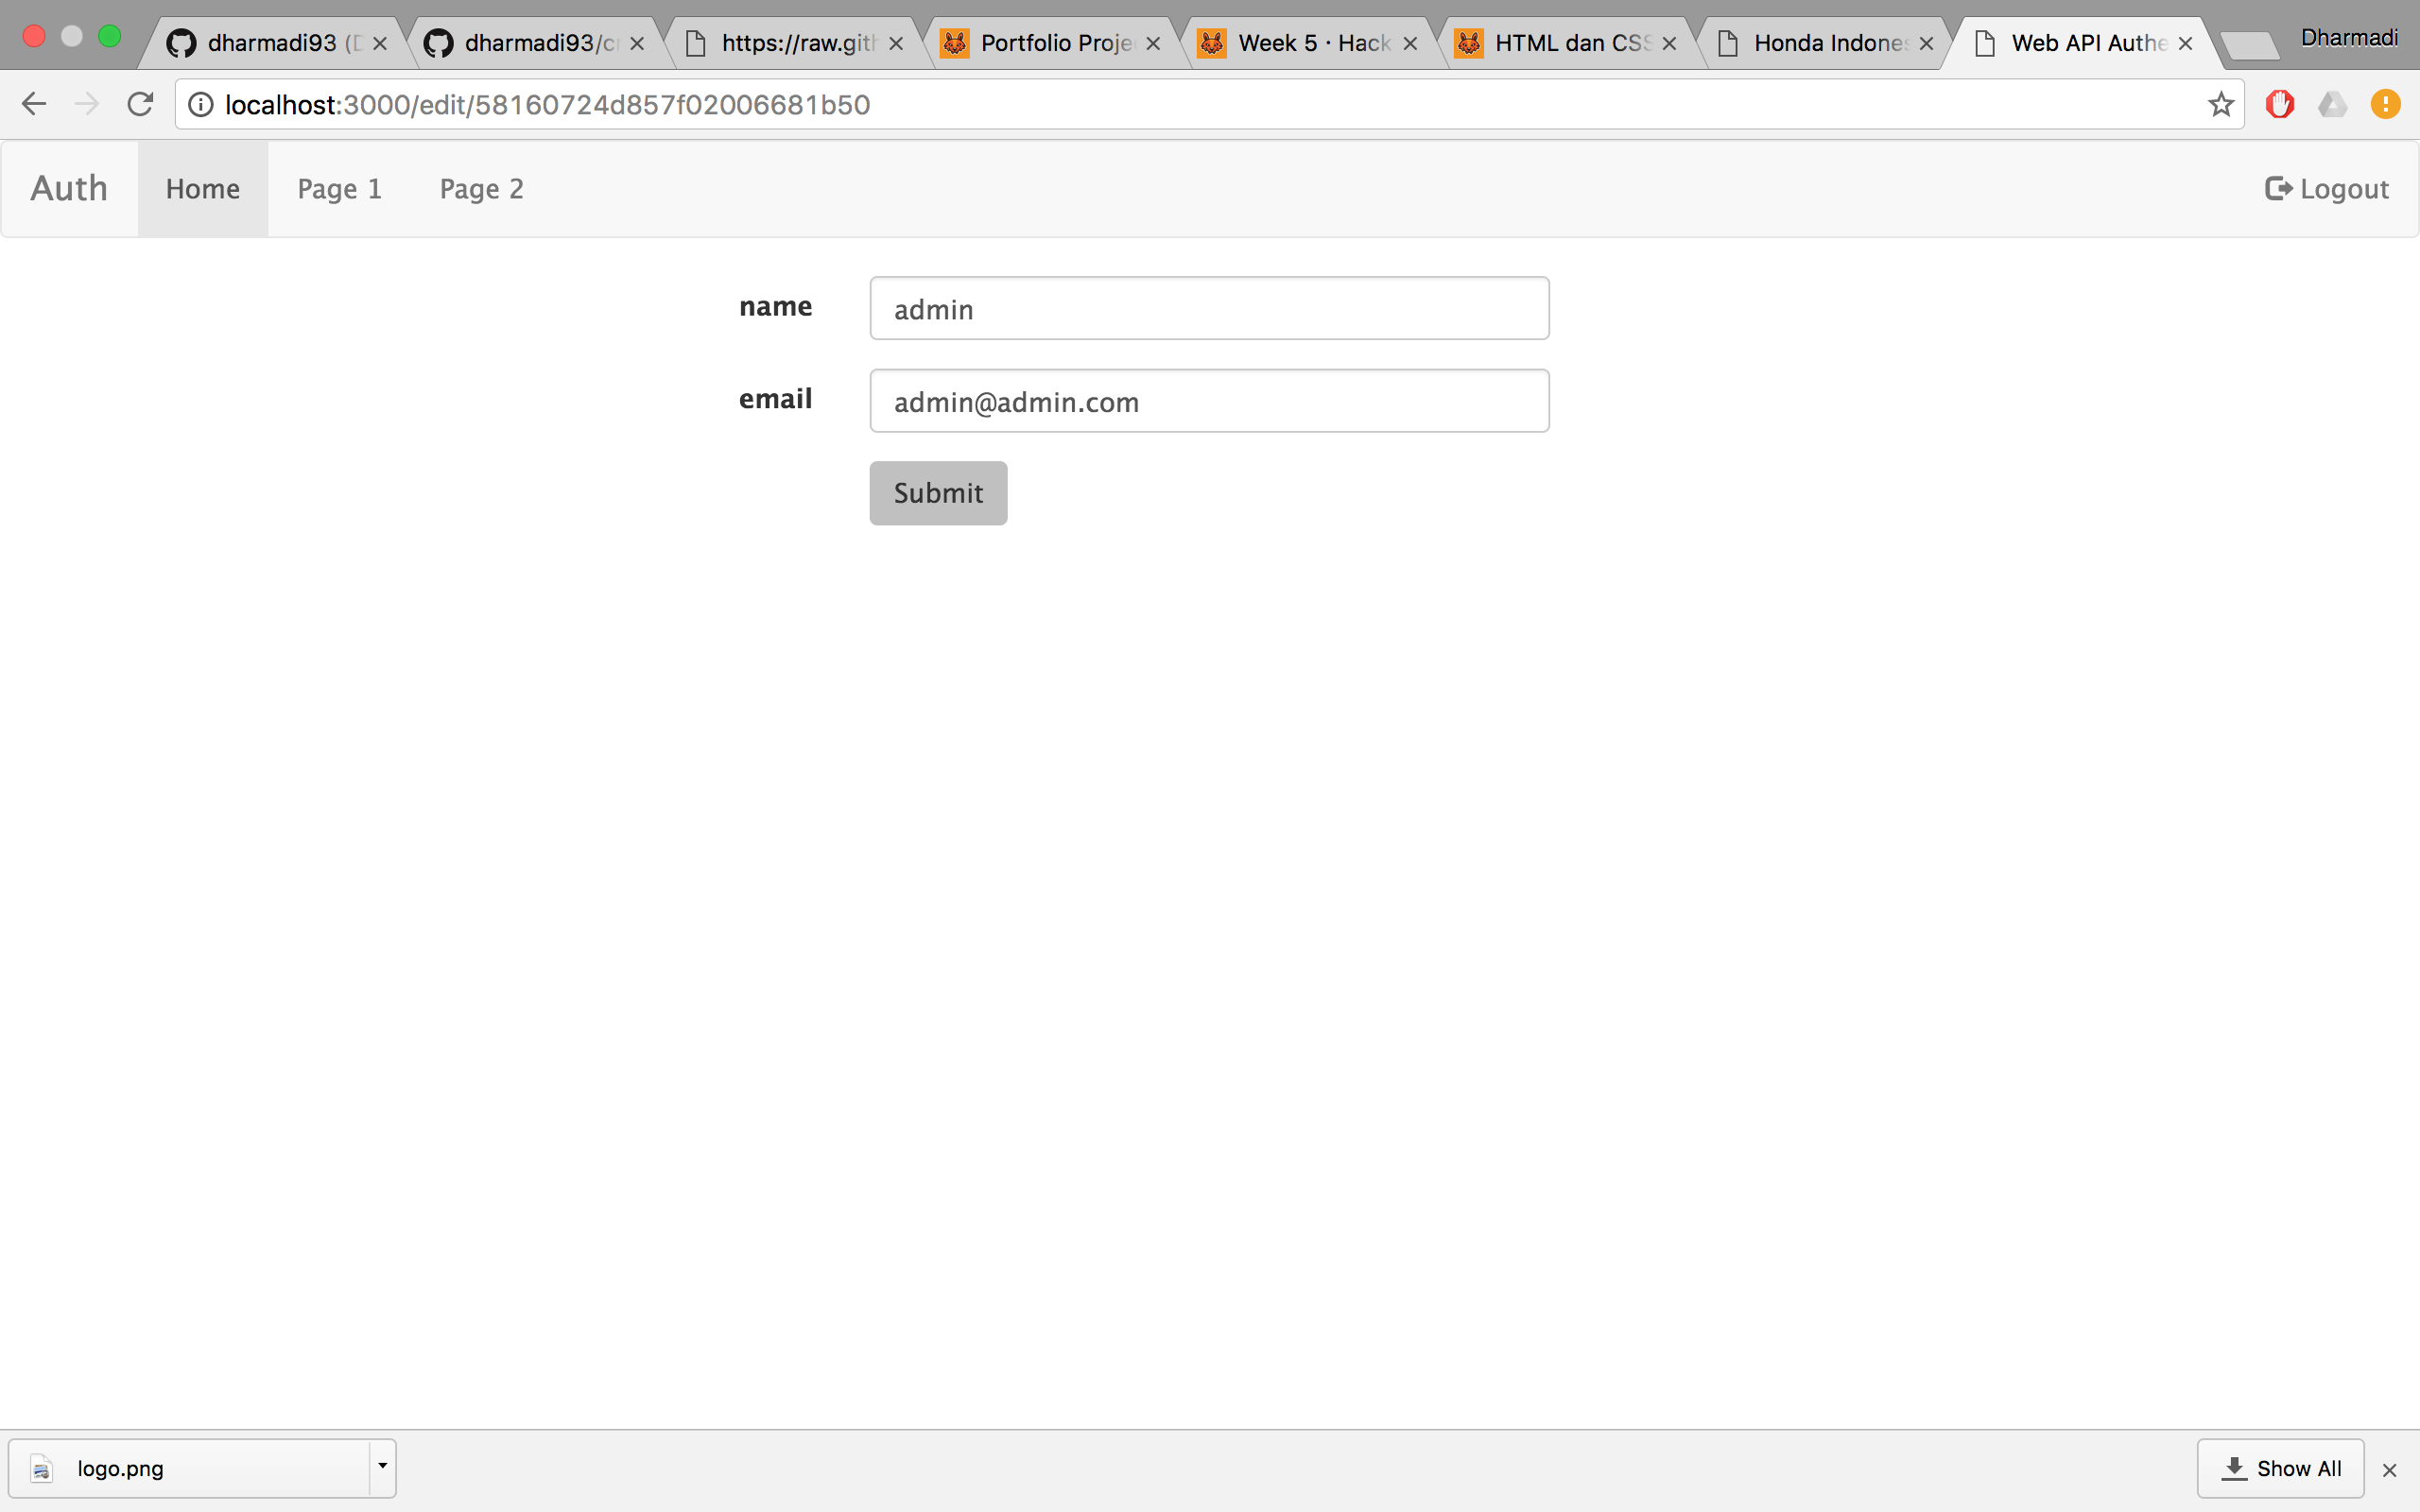 dharmadi93 (D
dharmadi93/cr
https://raw.gith
Portfolio Proje
Week 5 · Hack
HTML dan CSS
Honda Indones
Web API Authe
Dharmadi
localhost:3000/edit/58160724d857f02006681b50
Auth Home Page 1 Page 2 Logout
name admin
email admin@admin.com
Submit
logo.png Show All